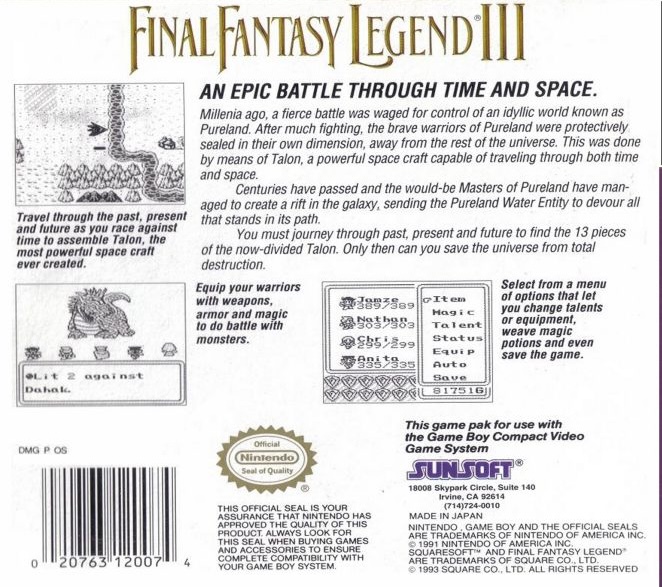 FINAL FANTASY LEGEND® III
AN EPIC BATTLE THROUGH TIME AND SPACE.
Millenia ago, a fierce battle was waged for control of an idyllic world known as
Pureland. After much fighting, the brave warriors of Pureland were protectively
sealed in their own dimension, away from the rest of the universe. This was done
by means of Talon, a powerful space craft capable of traveling through both time
and space.
Centuries have passed and the would-be Masters of Pureland have man-
aged to create a rift in the galaxy, sending the Pureland Water Entity to devour all
that stands in its path.
You must journey through past, present and future to find the 13 pieces
of the now-divided Talon. Only then can you save the universe from total
destruction.
Travel through the past, present
and future as you race against
time to assemble Talon, the
most powerful space craft
ever created.
Equip your warriors
with weapons,
armor and magic
to do battle with
monsters.
Lit 2 against
Dahak.
Jamze
389/389
Nathan
303/303
Chris
299/299
Anita
335/335
Item
Magic
Talent
Status
Equip
Auto
Save
81751G
Select from a menu
of options that let
you change talents
or equipment,
weave magic
potions and even
save the game.
DMG P OS
0 20763 12007 4
Official
Nintendo
Seal of Quality
®
THIS OFFICIAL SEAL IS YOUR
ASSURANCE THAT NINTENDO HAS
APPROVED THE QUALITY OF THIS
PRODUCT. ALWAYS LOOK FOR
THIS SEAL WHEN BUYING GAMES
AND ACCESSORIES TO ENSURE
COMPLETE COMPATIBILITY WITH
YOUR GAME BOY SYSTEM.
This game pak for use with
the Game Boy Compact Video
Game System
SUNSOFT®
18008 Skypark Circle, Suite 140
Irvine, CA 92614
(714)724-0010
MADE IN JAPAN
NINTENDO, GAME BOY AND THE OFFICIAL SEALS
ARE TRADEMARKS OF NINTENDO OF AMERICA INC.
© 1991 NINTENDO OF AMERICA INC.
SQUARESOFT™ AND FINAL FANTASY LEGEND®
ARE TRADEMARKS OF SQUARE CO., LTD.
© 1993 SQUARE CO., LTD. ALL RIGHTS RESERVED